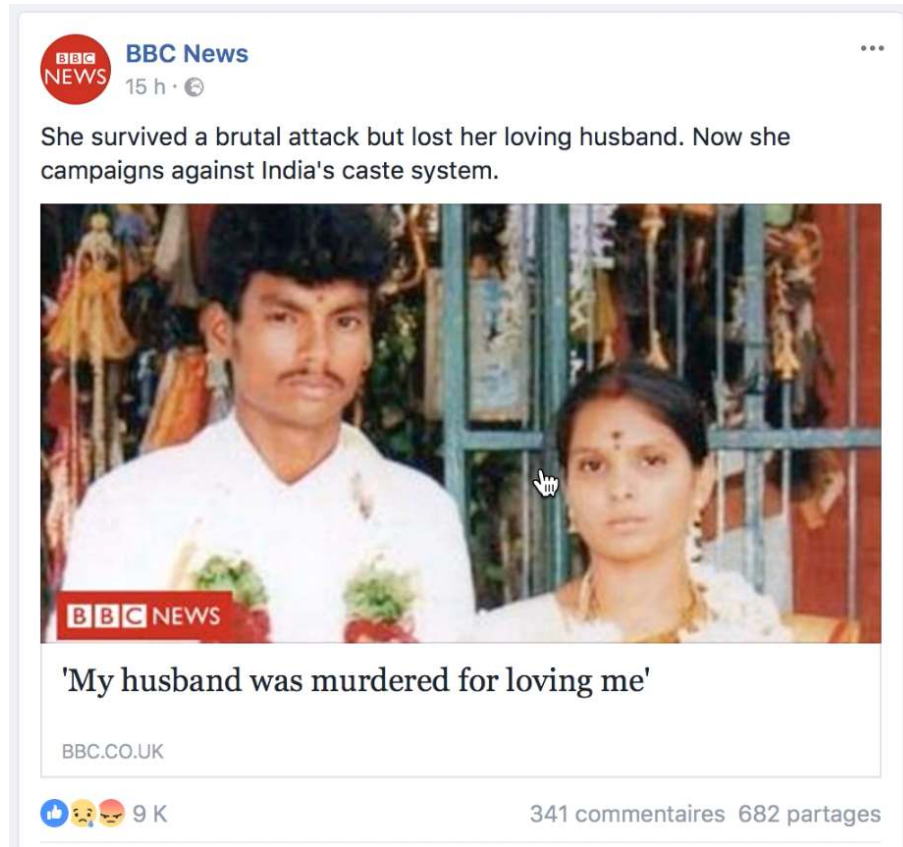 BBC
NEWS
BBC News
15 h ·
She survived a brutal attack but lost her loving husband. Now she
campaigns against India's caste system.
BBC NEWS
'My husband was murdered for loving me'
BBC.CO.UK
9 K
341 commentaires 682 partages